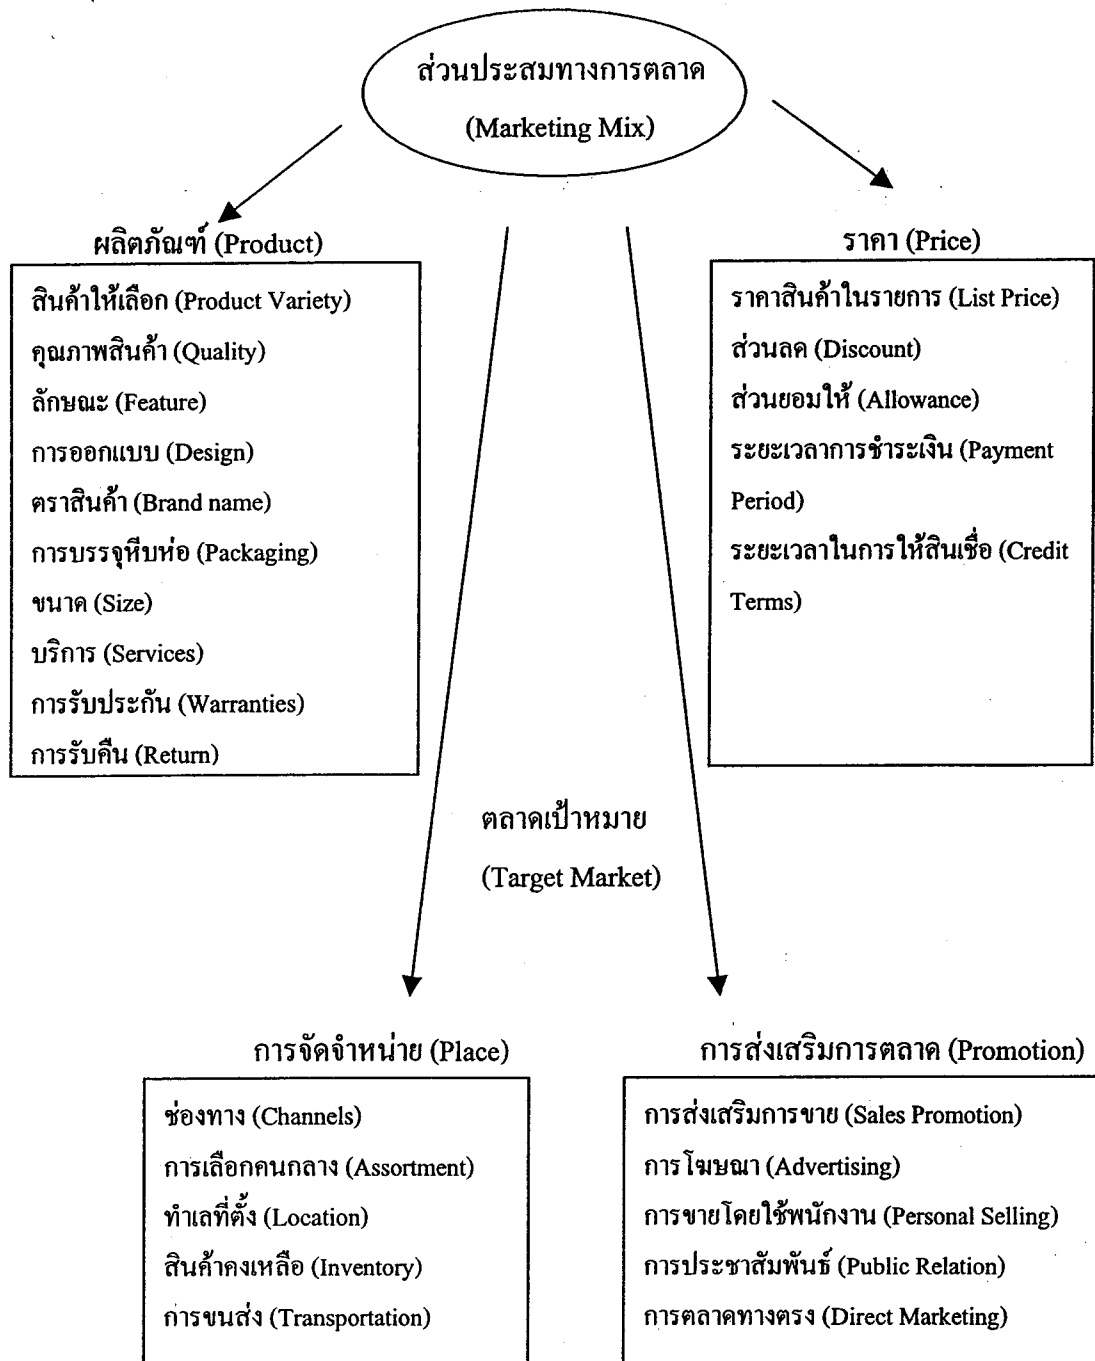 ส่วนประสมทางการตลาด
(Marketing Mix)
ผลิตภัณฑ์ (Product)
สินค้าให้เลือก (Product Variety)
คุณภาพสินค้า (Quality)
ลักษณะ (Feature)
การออกแบบ (Design)
ตราสินค้า (Brand name)
การบรรจุหีบห่อ (Packaging)
ขนาด (Size)
บริการ (Services)
การรับประกัน (Warranties)
การรับคืน (Return)
ราคา (Price)
ราคาสินค้าในรายการ (List Price)
ส่วนลด (Discount)
ส่วนยอมให้ (Allowance)
ระยะเวลาการชำระเงิน (Payment
Period)
ระยะเวลาในการให้สินเชื่อ (Credit
Terms)
ตลาดเป้าหมาย
(Target Market)
การจัดจำหน่าย (Place)
ช่องทาง (Channels)
การเลือกคนกลาง (Assortment)
ทำเลที่ตั้ง (Location)
สินค้าคงเหลือ (Inventory)
การขนส่ง (Transportation)
การส่งเสริมการตลาด (Promotion)
การส่งเสริมการขาย (Sales Promotion)
การโฆษณา (Advertising)
การขายโดยใช้พนักงาน (Personal Selling)
การประชาสัมพันธ์ (Public Relation)
การตลาดทางตรง (Direct Marketing)